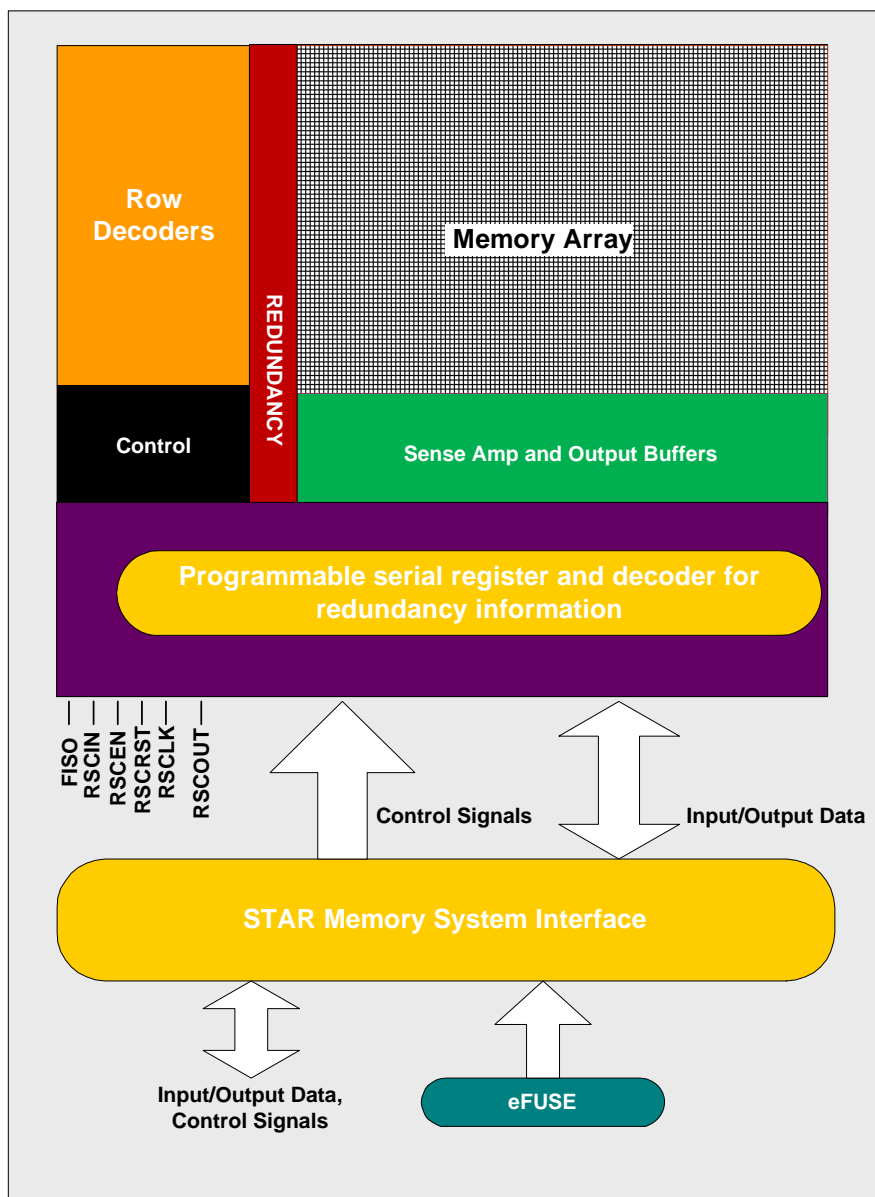 Row
Decoders
REDUNDANCY
Memory Array
Control
Sense Amp and Output Buffers
Programmable serial register and decoder for
redundancy information
FISO
RSCIN
RSCEN
RSCRST
RSCLK
RSCOUT
Control Signals
Input/Output Data
STAR Memory System Interface
Input/Output Data,
Control Signals
eFUSE